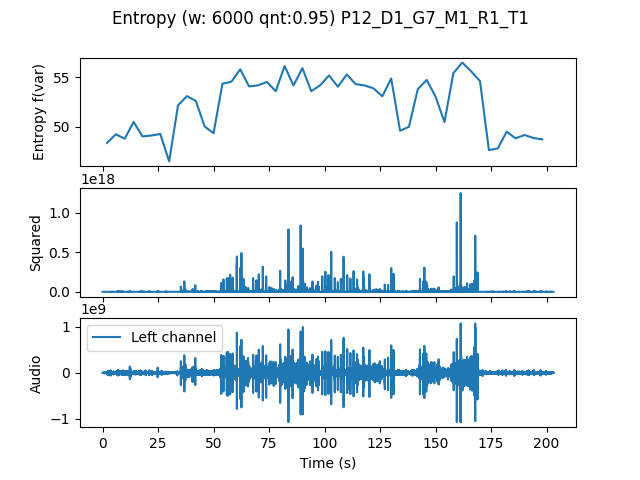 Entropy (w: 6000 qnt:0.95) P12_D1_G7_M1_R1_T1
Entropy f(var)
55
50
1e18
Squared
1.0
0.5
0.0
1e9
Audio
1
0
−1
Left channel
0 25 50 75 100 125 150 175 200
Time (s)